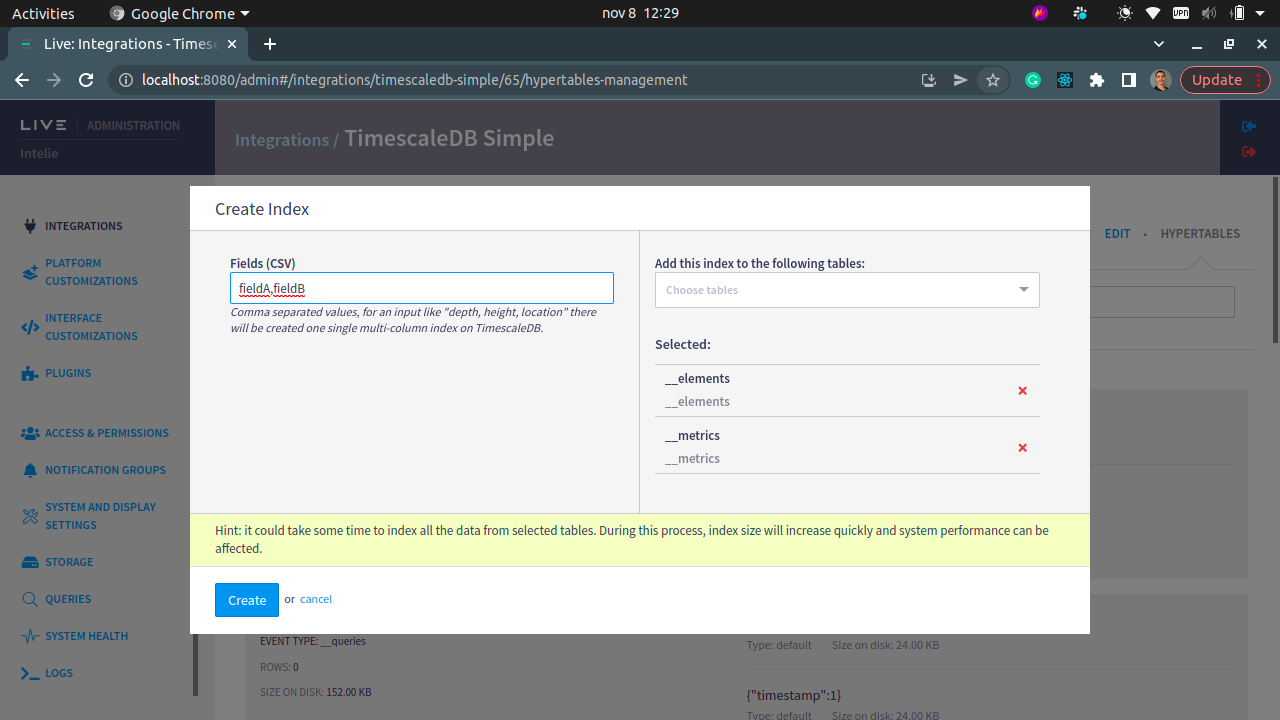 Activities
Google Chrome
nov 8 12:29
VPN
Live: Integrations - Timesc
localhost:8080/admin#/integrations/timescaledb-simple/65/hypertables-management
Update
LIVE ADMINISTRATION
Intelie
Integrations / TimescaleDB Simple
INTEGRATIONS
PLATFORM
CUSTOMIZATIONS
INTERFACE
CUSTOMIZATIONS
PLUGINS
ACCESS & PERMISSIONS
NOTIFICATION GROUPS
SYSTEM AND DISPLAY
SETTINGS
STORAGE
QUERIES
SYSTEM HEALTH
LOGS
EDIT • HYPERTABLES
Create Index
Fields (CSV)
fieldA,fieldB
Comma separated values, for an input like "depth, height, location" there
will be created one single multi-column index on TimescaleDB.
Add this index to the following tables:
Choose tables
Selected:
__elements
__elements
__metrics
__metrics
Hint: it could take some time to index all the data from selected tables. During this process, index size will increase quickly and system performance can be
affected.
Create or cancel
EVENT TYPE: __queries
ROWS: 0
SIZE ON DISK: 152.00 KB
Type: default Size on disk: 24.00 KB
{"timestamp":1}
Type: default Size on disk: 24.00 KB